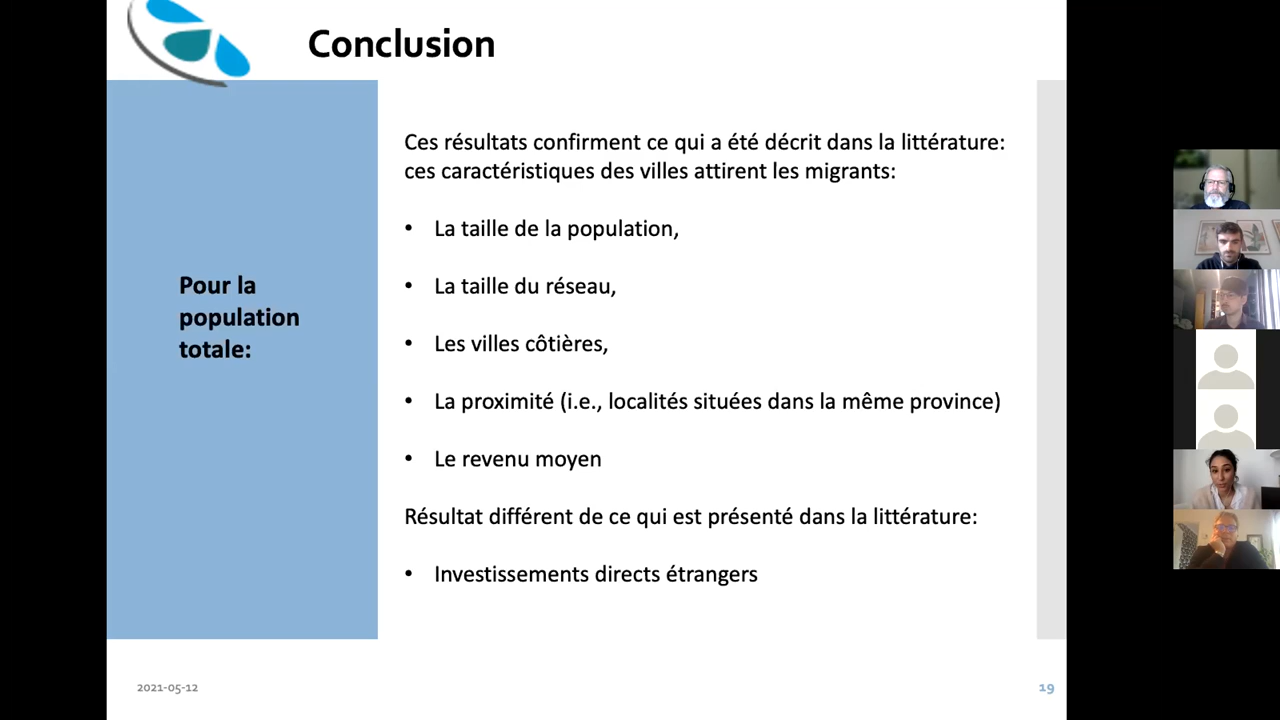 Conclusion
Pour la
population
totale:
Ces résultats confirment ce qui a été décrit dans la littérature:
ces caractéristiques des villes attirent les migrants:
• La taille de la population,
• La taille du réseau,
• Les villes côtières,
• La proximité (i.e., localités situées dans la même province)
• Le revenu moyen
Résultat différent de ce qui est présenté dans la littérature:
• Investissements directs étrangers
2021-05-12
19